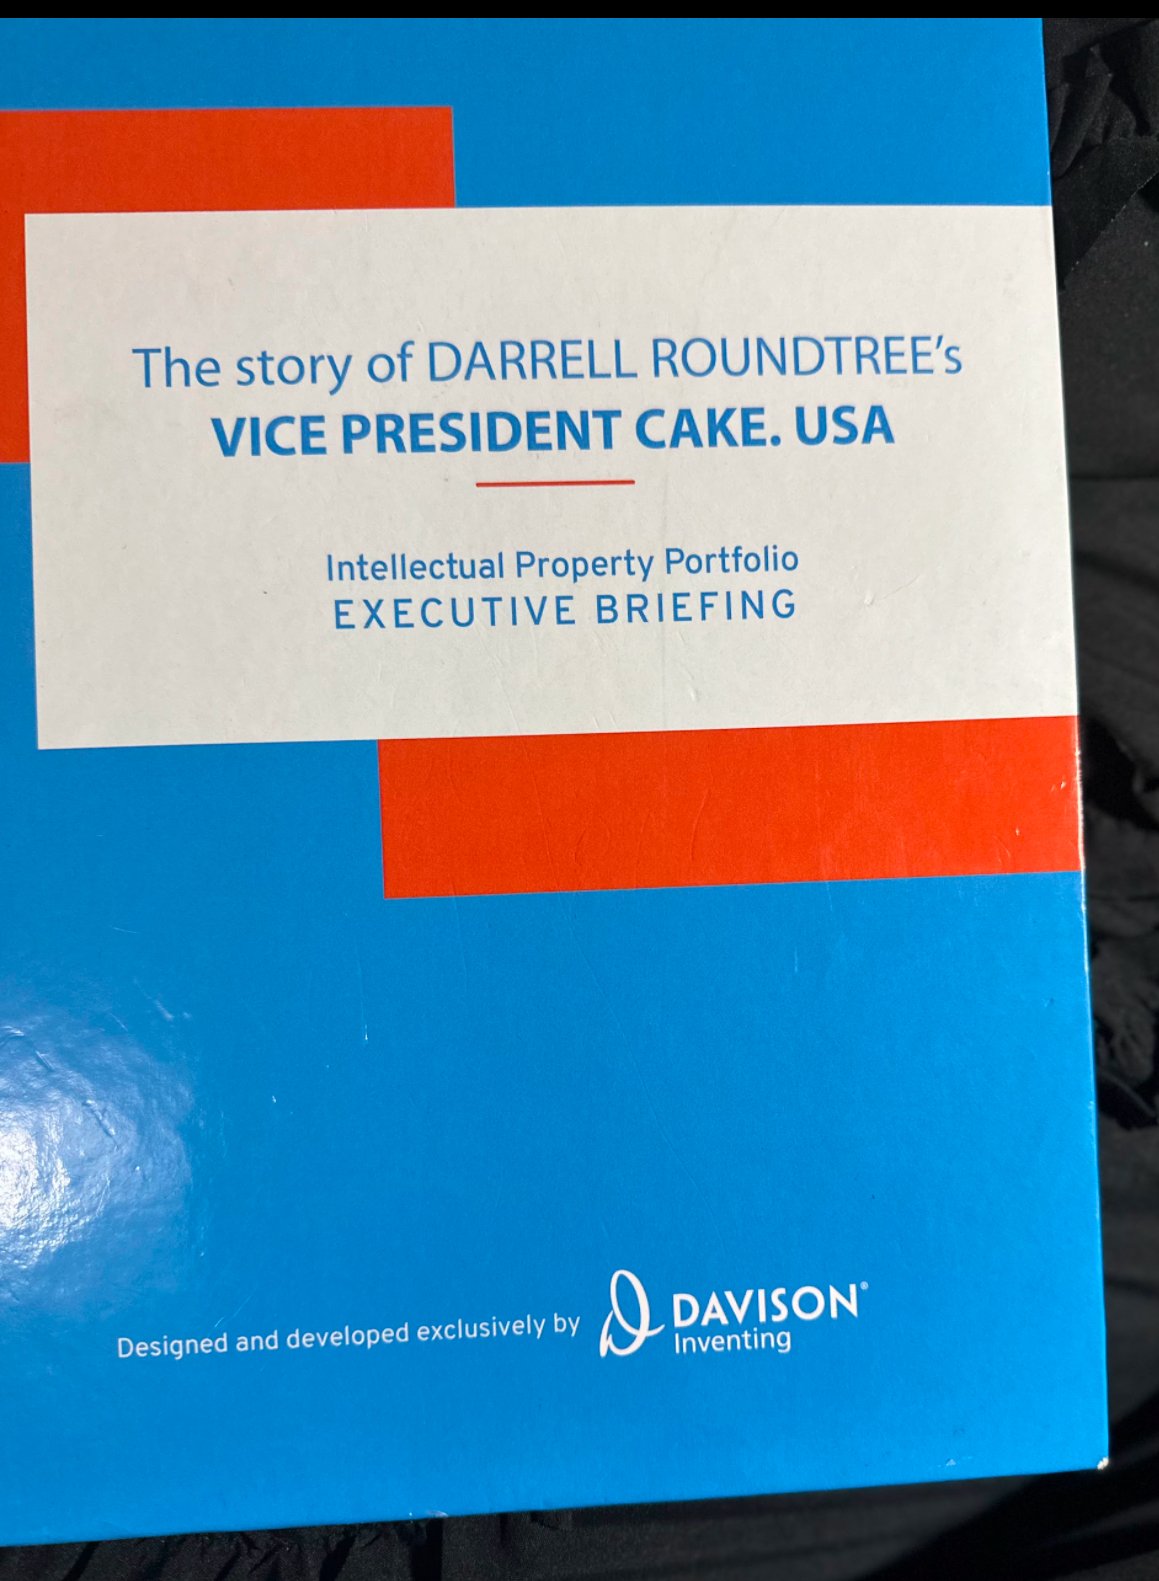 The story of DARRELL ROUNDTREE's
VICE PRESIDENT CAKE. USA
Intellectual Property Portfolio
EXECUTIVE BRIEFING
Designed and developed exclusively by
DAVISON®
Inventing